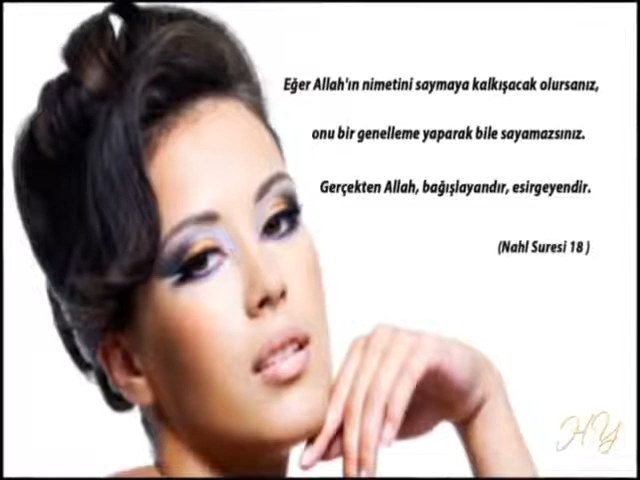 Eğer Allah'ın nimetini saymaya kalkışacak olursanız,
onu bir genelleme yaparak bile sayamazsınız.
Gerçekten Allah, bağışlayandır, esirgeyendir.
(Nahl Suresi 18 )
HY